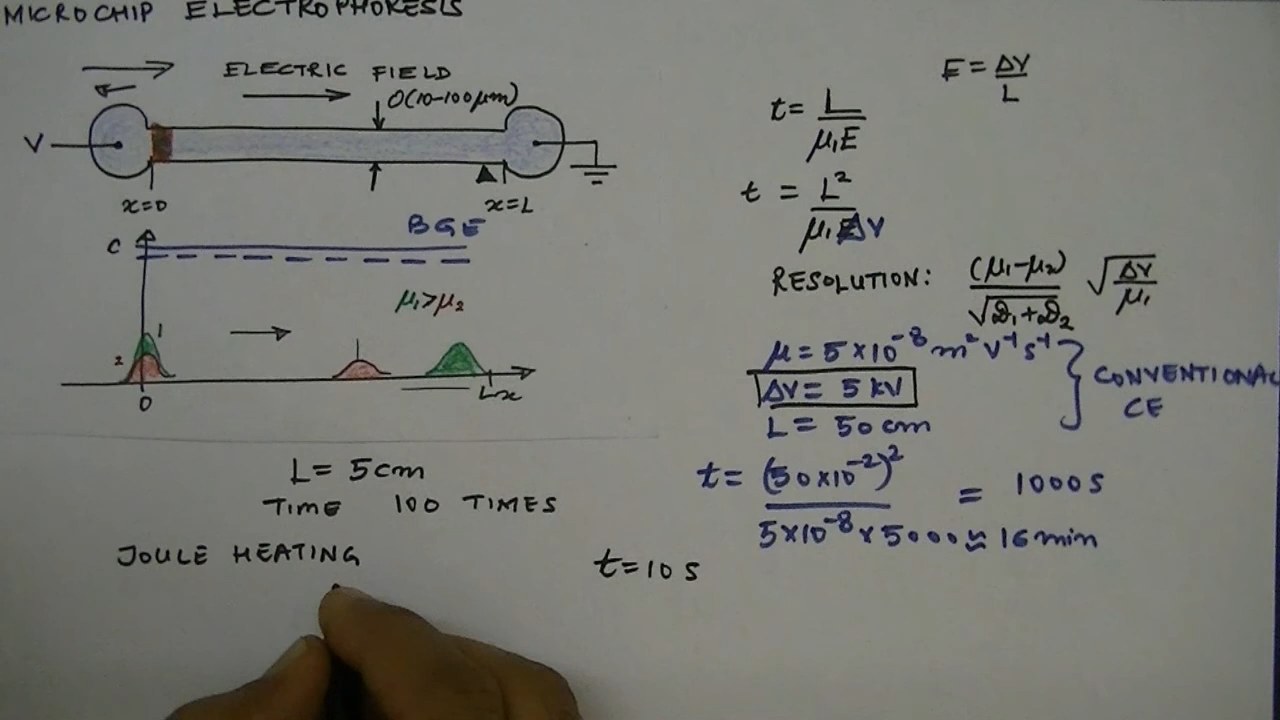 MICROCHIP ELECTROPHORESIS
ELECTRIC FIELD
O(10-100μm)
V
x=0
x=L
BGE
C
μ₁>μ₂
1
2
0
L x
L = 5cm
TIME 100 TIMES
JOULE HEATING
E = ΔV/L
t = L/μ₁E
t = L²/μ₁ΔV
RESOLUTION: (μ₁-μ₂)/√𝒟₁+𝒟₂ √ΔV/μ₁
μ = 5×10⁻⁸ m² V⁻¹ s⁻¹
ΔV = 5 kV
L = 50 cm
CONVENTIONAL
CE
t = (50×10⁻²)²/5×10⁻⁸×5000 = 1000 s
≈ 16 min
t = 10 s